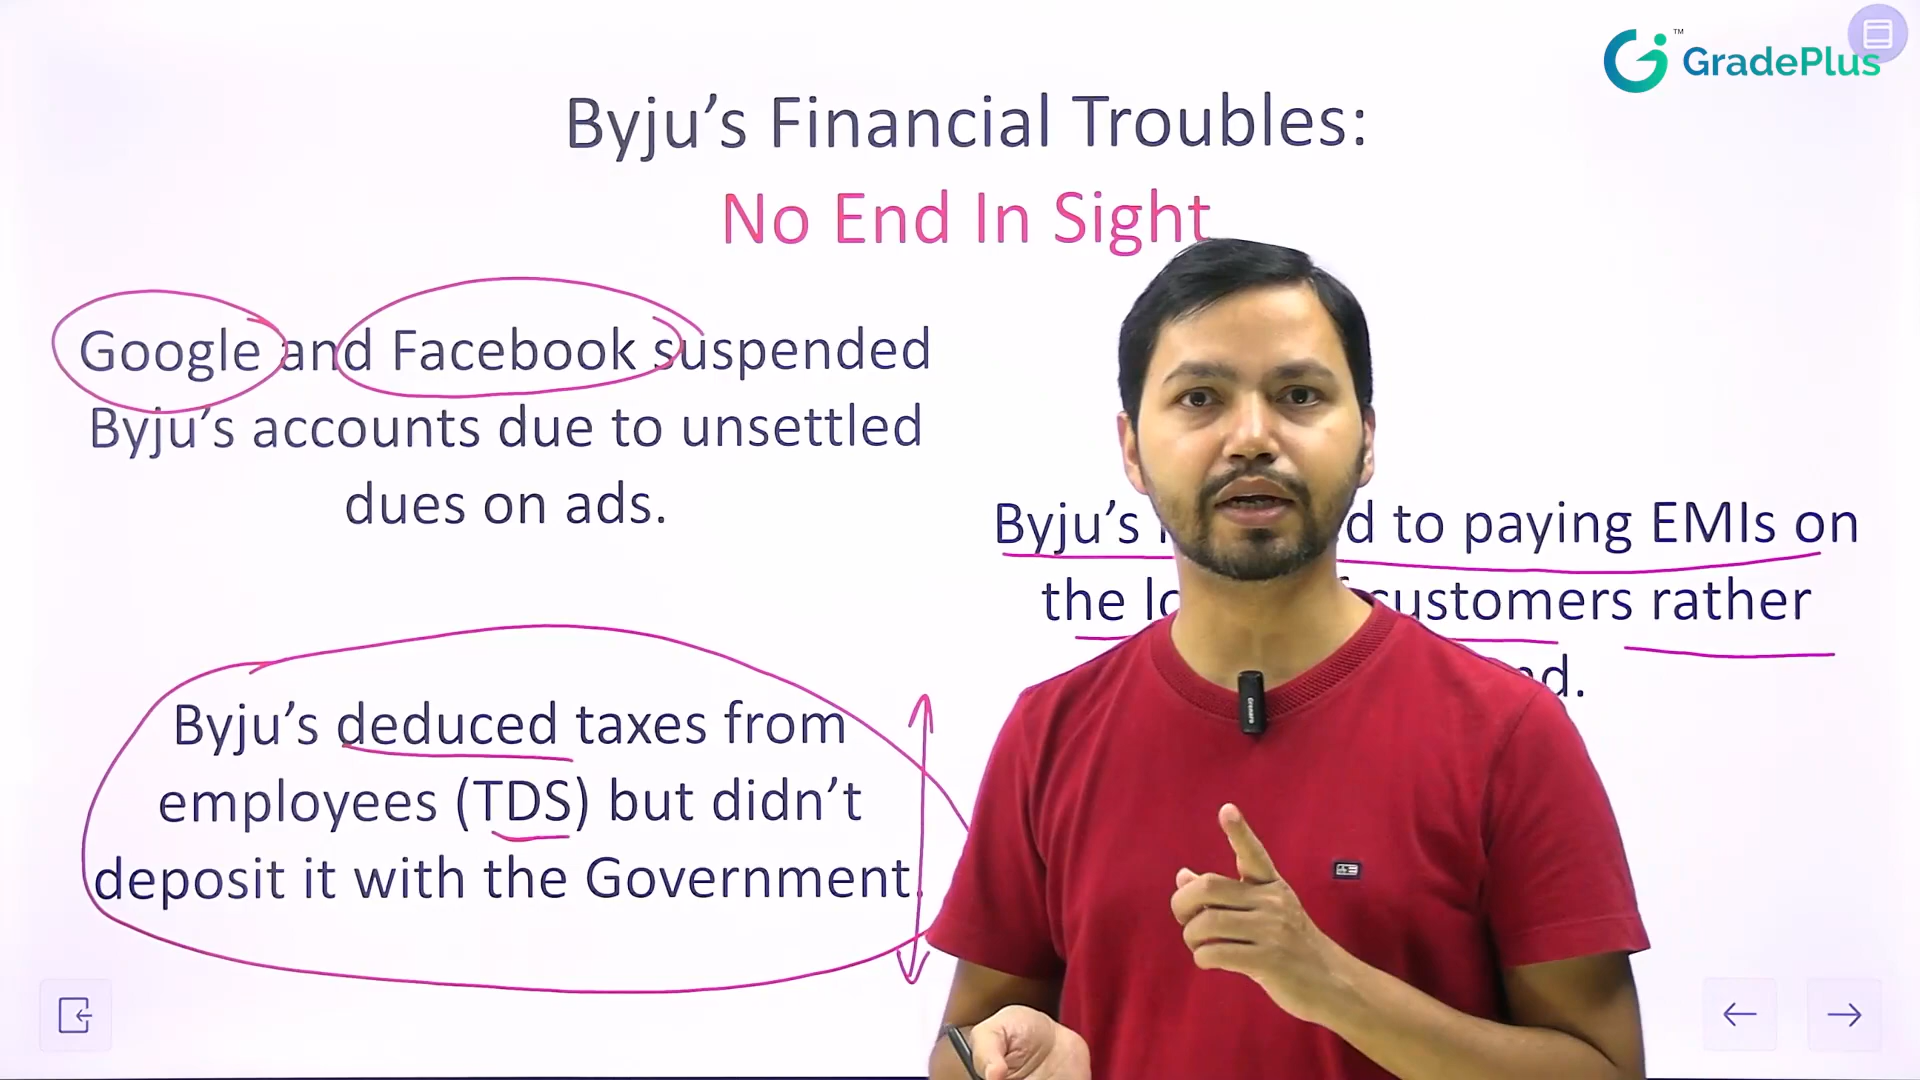 GradePlus
TM
Byju’s Financial Troubles:
No End In Sight
Google and Facebook suspended
Byju’s accounts due to unsettled
dues on ads.
Byju’s to paying EMIs on
the customers rather
Byju’s deduced taxes from
employees (TDS) but didn’t
deposit it with the Government.